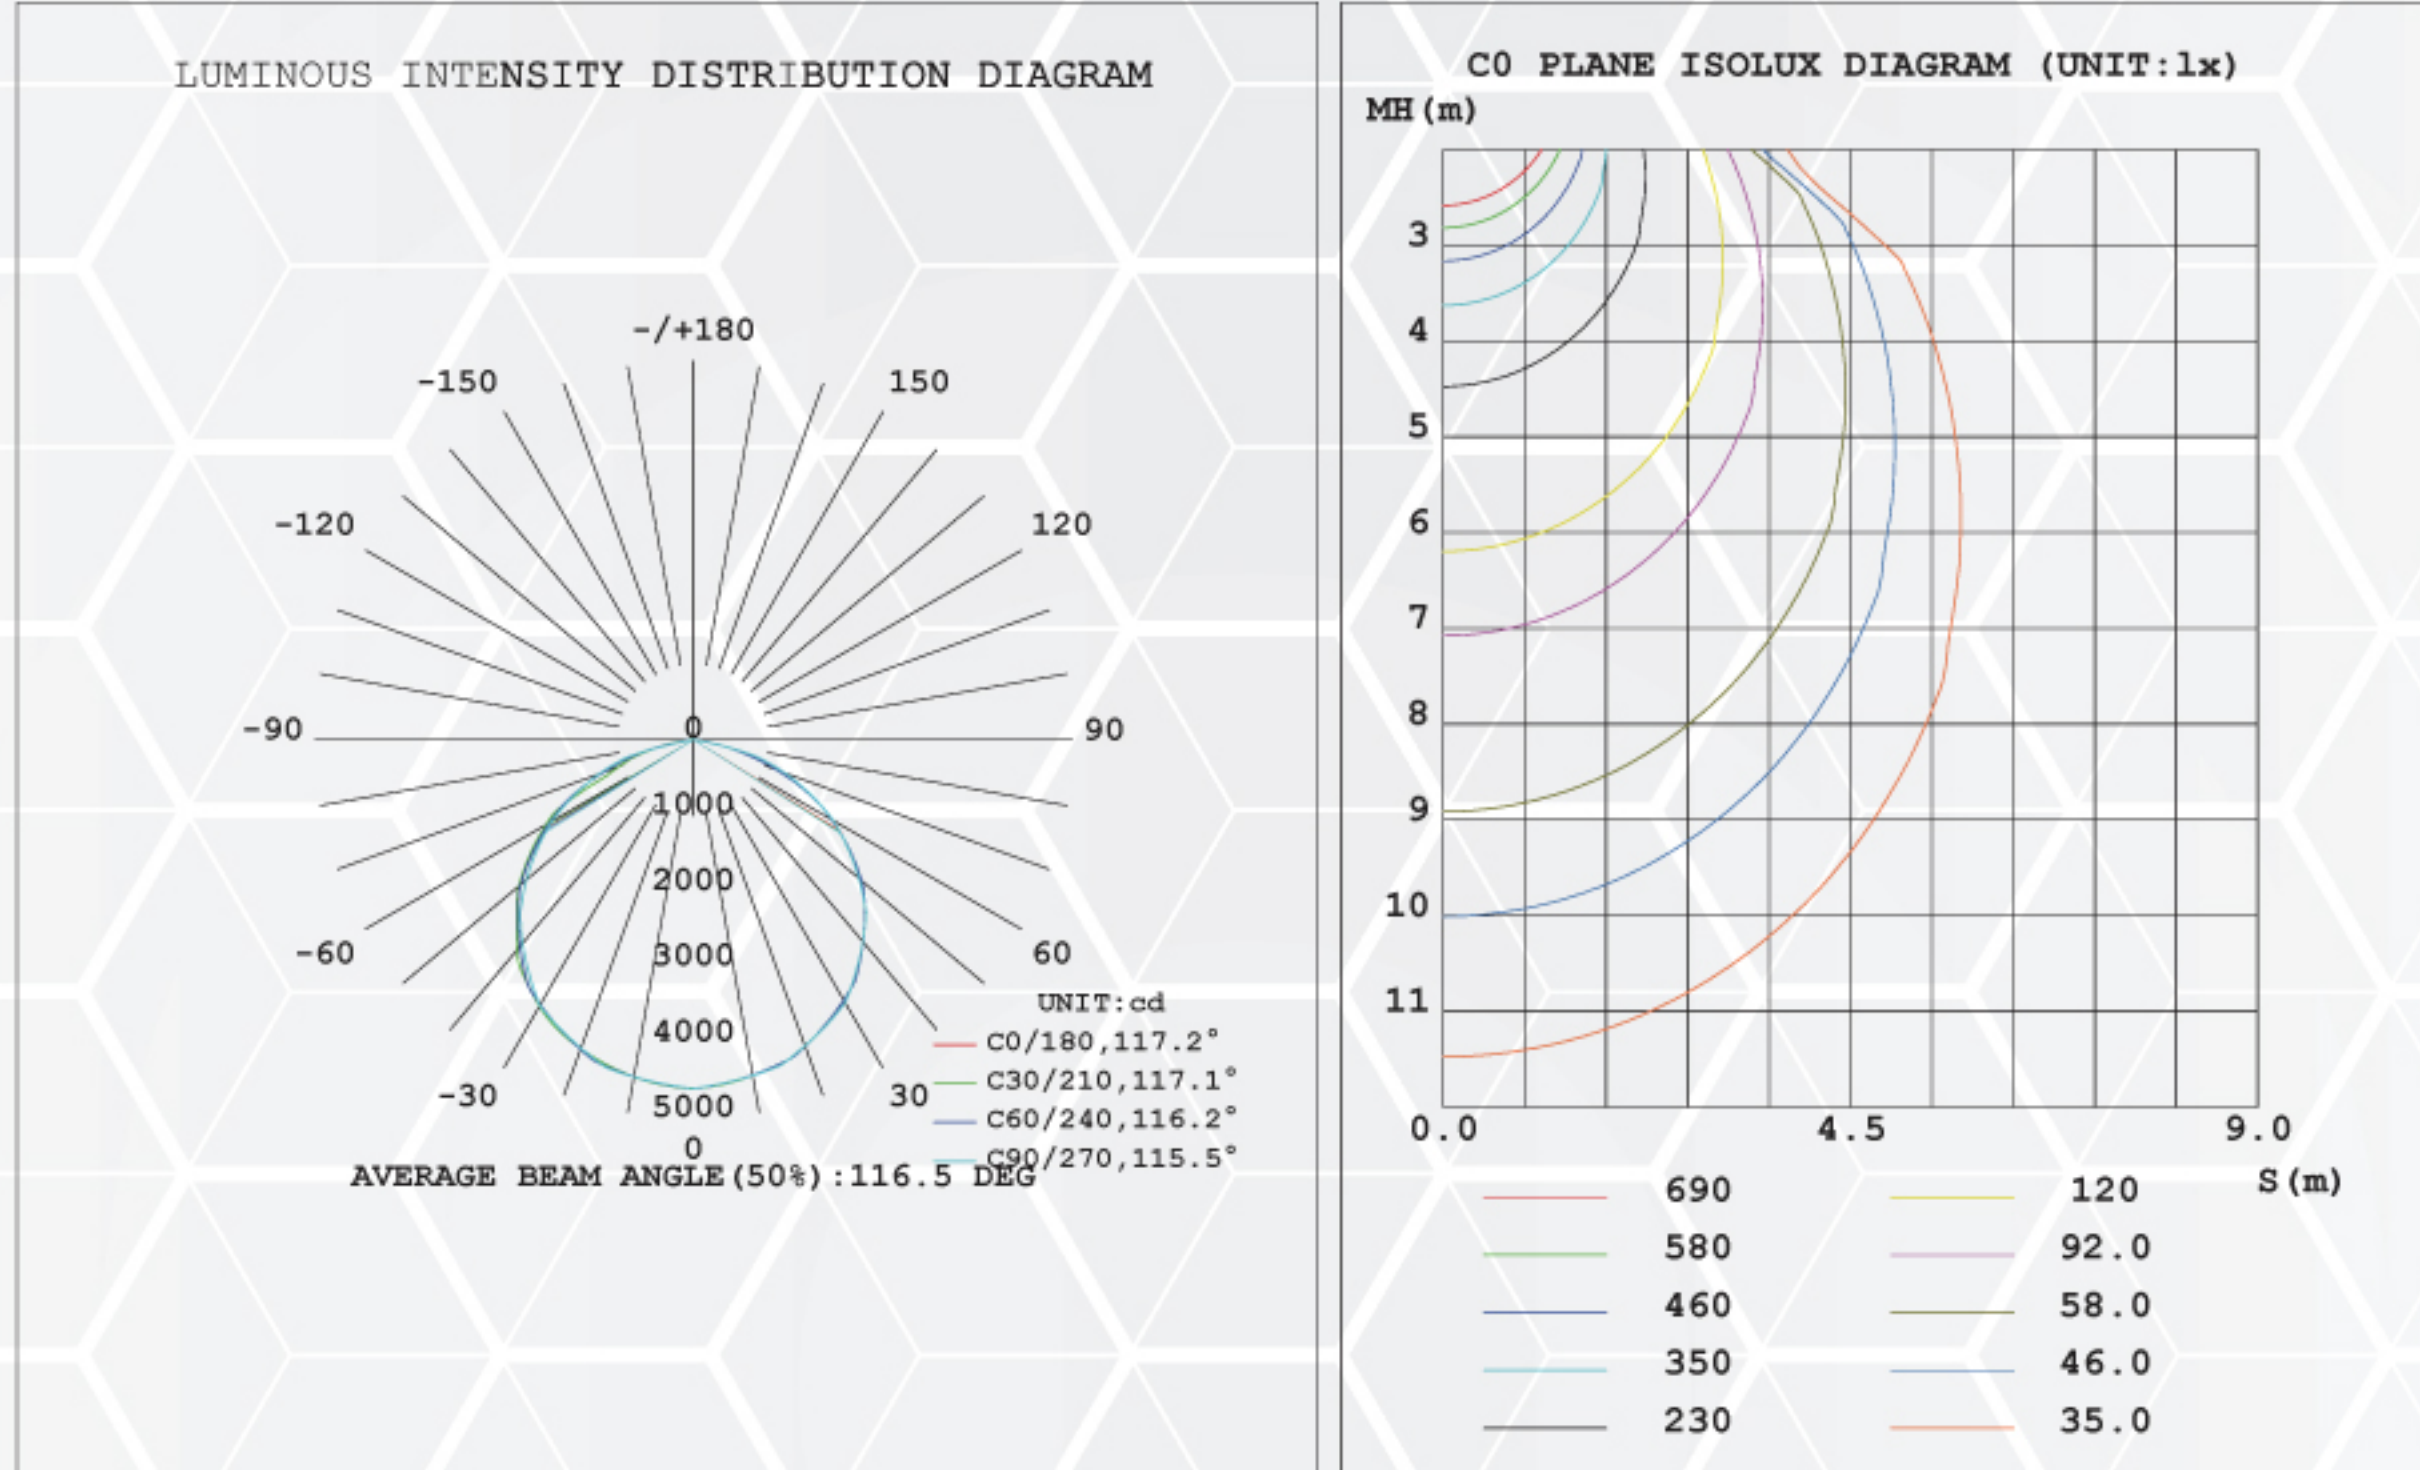 LUMINOUS INTENSITY DISTRIBUTION DIAGRAM
-/+180
-150
150
-120
120
-90
0
90
1000
2000
-60
3000
60
UNIT:cd
4000
C0/180,117.2°
C30/210,117.1°
-30
5000
30
C60/240,116.2°
0
C90/270,115.5°
AVERAGE BEAM ANGLE(50%):116.5 DEG
C0 PLANE ISOLUX DIAGRAM (UNIT:lx)
MH(m)
3
4
5
6
7
8
9
10
11
0.0 4.5 9.0
S(m)
690 120
580 92.0
460 58.0
350 46.0
230 35.0